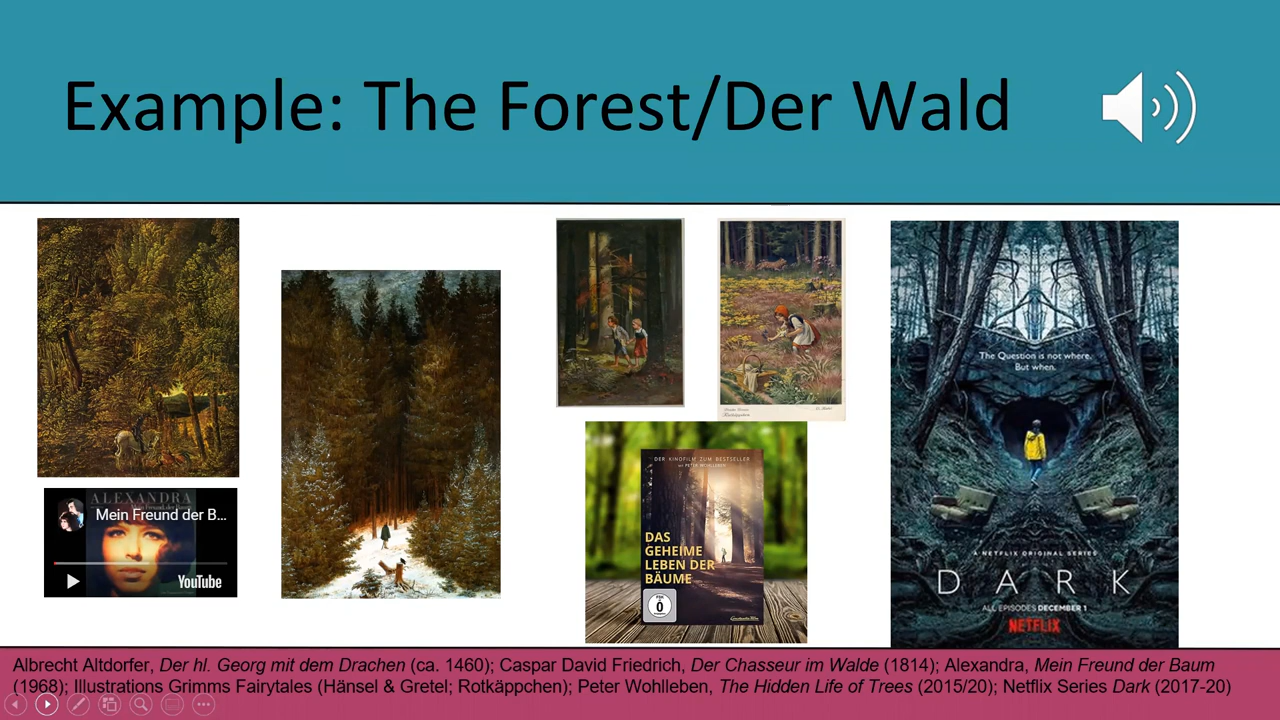 Example: The Forest/Der Wald
ALEXANDRA
Mein Freund der B...
YouTube
DER KINOFILM ZUM BESTSELLER
PETER WOHLLEBEN
DAS
GEHEIME
LEBEN DER
BÄUME
FSK
0
The Question is not where.
But when.
A NETFLIX ORIGINAL SERIES
DARK
ALL EPISODES DECEMBER 1
NETFLIX
Albrecht Altdorfer, Der hl. Georg mit dem Drachen (ca. 1460); Caspar David Friedrich, Der Chasseur im Walde (1814); Alexandra, Mein Freund der Baum
(1968); Illustrations Grimms Fairytales (Hänsel & Gretel; Rotkäppchen); Peter Wohlleben, The Hidden Life of Trees (2015/20); Netflix Series Dark (2017-20)